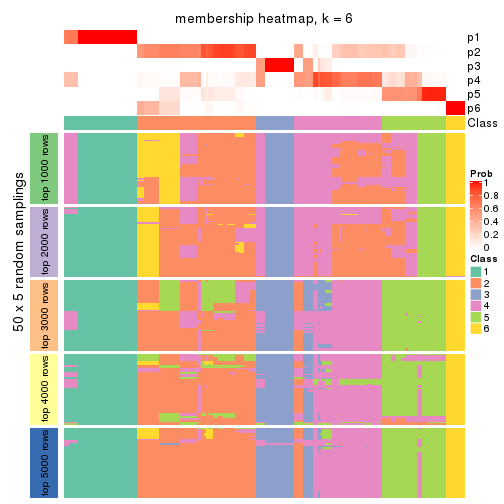 membership heatmap, k = 6
p1
p2
p3
p4
p5
p6
Class
50 x 5 random samplings
top 1000 rows
top 2000 rows
top 3000 rows
top 4000 rows
top 5000 rows
Prob
1
0.8
0.6
0.4
0.2
0
Class
1
2
3
4
5
6